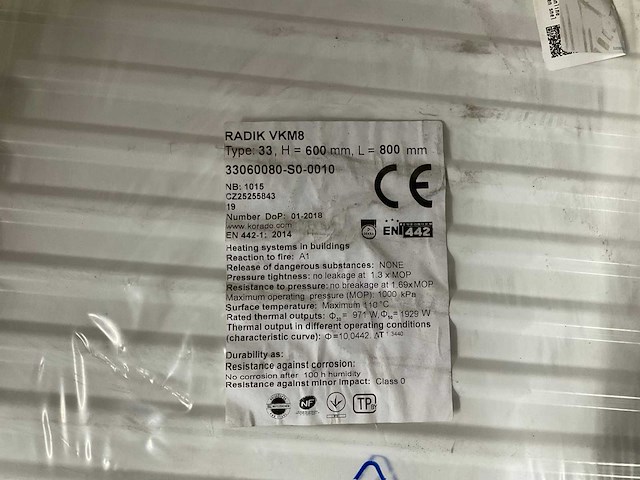 RADIK VKM8
Type: 33, H = 600 mm, L = 800 mm
33060080-S0-0010
CE
NB: 1015
CZ25255843
19
Number DoP: 01-2018
www.korado.com
EN 442-1: 2014
EN 442
Heating systems in buildings
Reaction to fire: A1
Release of dangerous substances: NONE
Pressure tightness: no leakage at 1.3 x MOP
Resistance to pressure: no breakage at 1.69xMOP
Maximum operating pressure (MOP): 1000 kPa
Surface temperature: Maximum 110 °C
Rated thermal outputs: Φ30= 971 W, Φ50= 1929 W
Thermal output in different operating conditions
(characteristic curve): Φ=10,0442. ΔT 1.3440
Durability as:
Resistance against corrosion:
No corrosion after 100 h humidity
Resistance against minor impact: Class 0
NF
TP